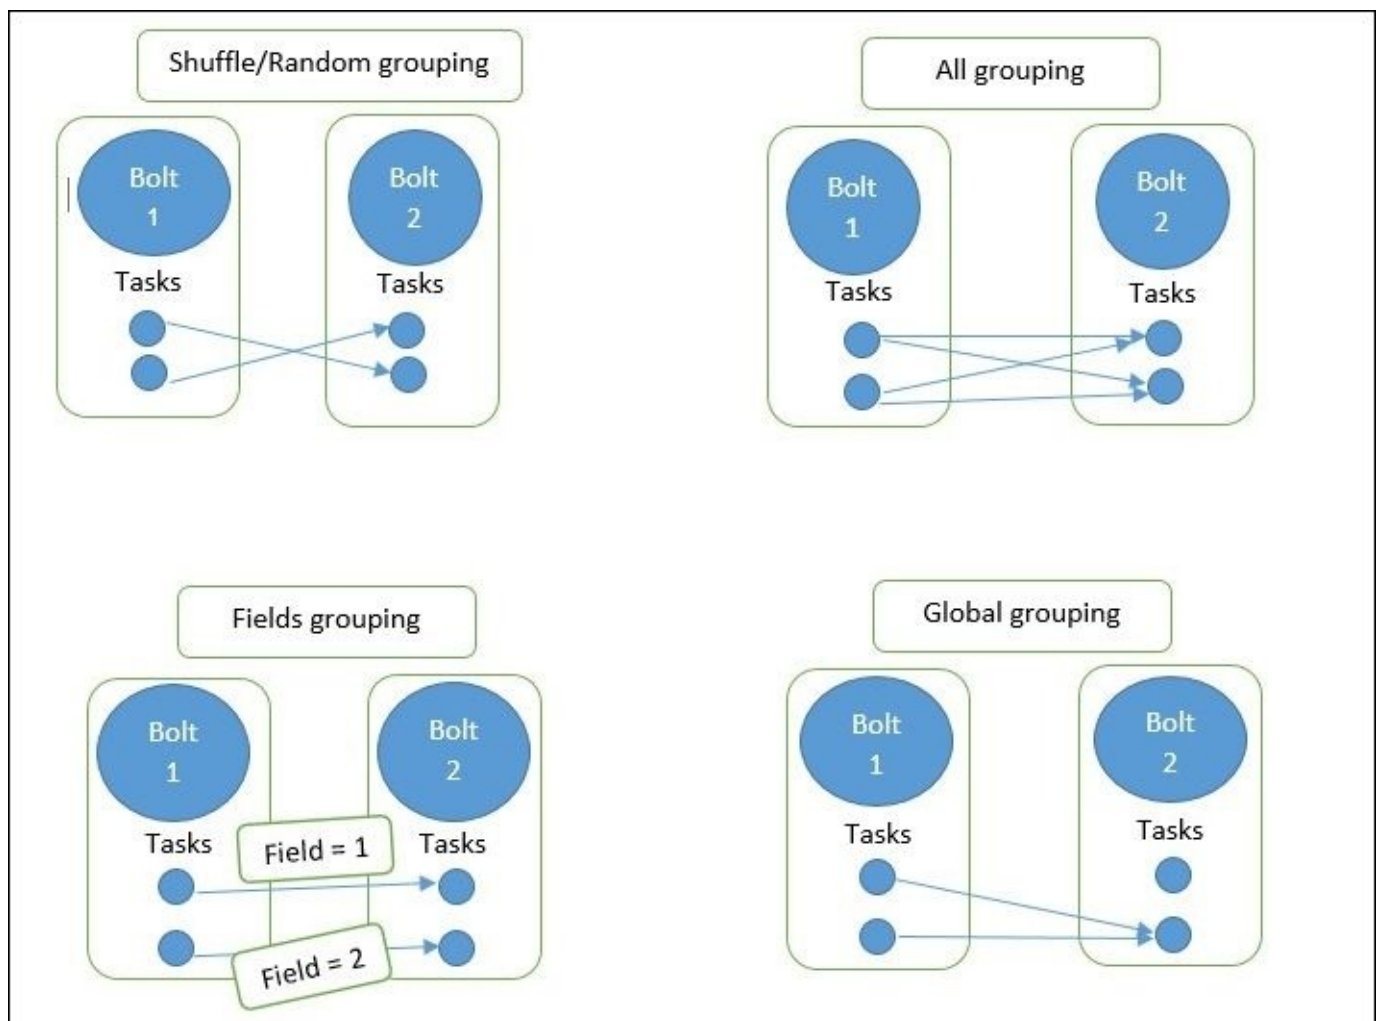 Shuffle/Random grouping
Bolt
1
Tasks
Bolt
2
Tasks
All grouping
Bolt
1
Tasks
Bolt
2
Tasks
Fields grouping
Bolt
1
Tasks
Bolt
2
Tasks
Field = 1
Field = 2
Global grouping
Bolt
1
Tasks
Bolt
2
Tasks